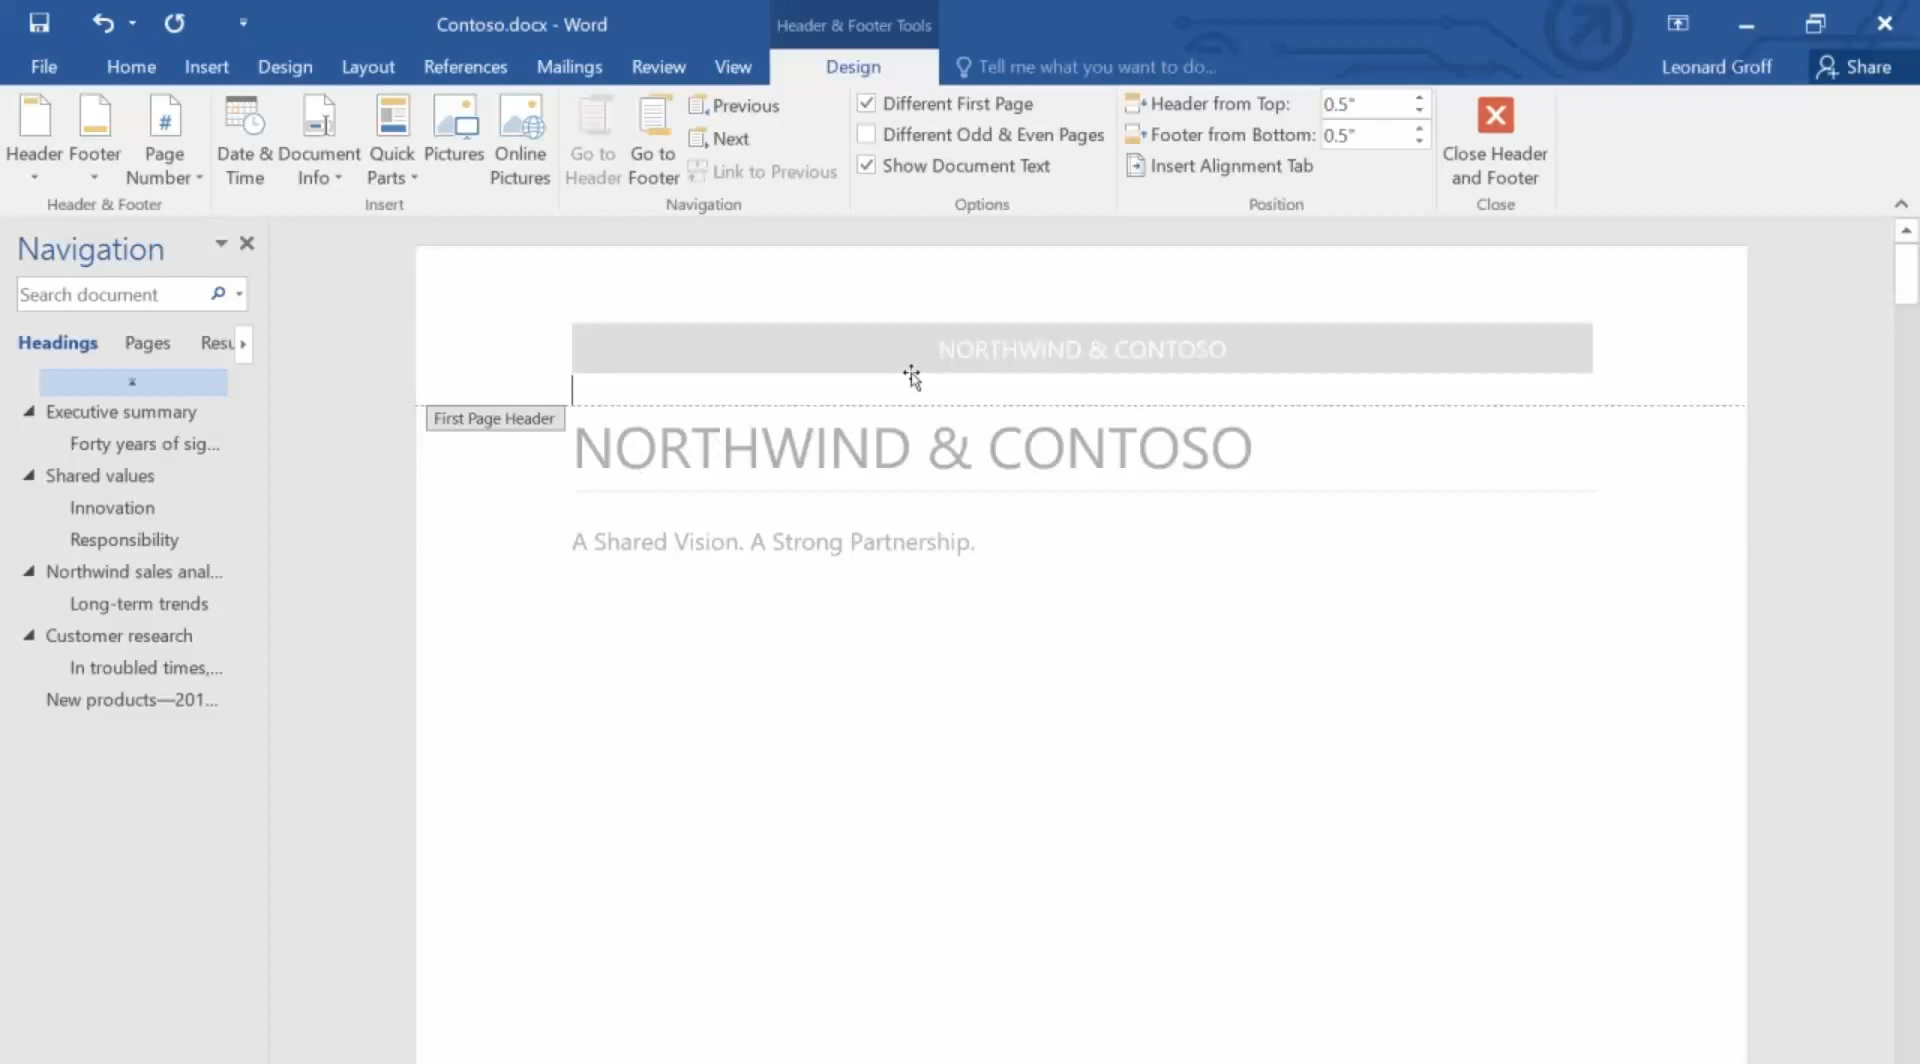 Contoso.docx - Word
Header & Footer Tools
File Home Insert Design Layout References Mailings Review View Design Tell me what you want to do... Leonard Groff Share
Header Footer Page Number
Header & Footer
Date & Time Document Info Quick Parts Pictures Online Pictures
Insert
Go to Header Go to Footer
Previous
Next
Link to Previous
Navigation
Different First Page
Different Odd & Even Pages
Show Document Text
Options
Header from Top: 0.5"
Footer from Bottom: 0.5"
Insert Alignment Tab
Position
Close Header and Footer
Close
Navigation
Search document
Headings Pages Resu
Executive summary
Forty years of sig...
Shared values
Innovation
Responsibility
Northwind sales anal...
Long-term trends
Customer research
In troubled times,...
New products—201...
NORTHWIND & CONTOSO
First Page Header
NORTHWIND & CONTOSO
A Shared Vision. A Strong Partnership.